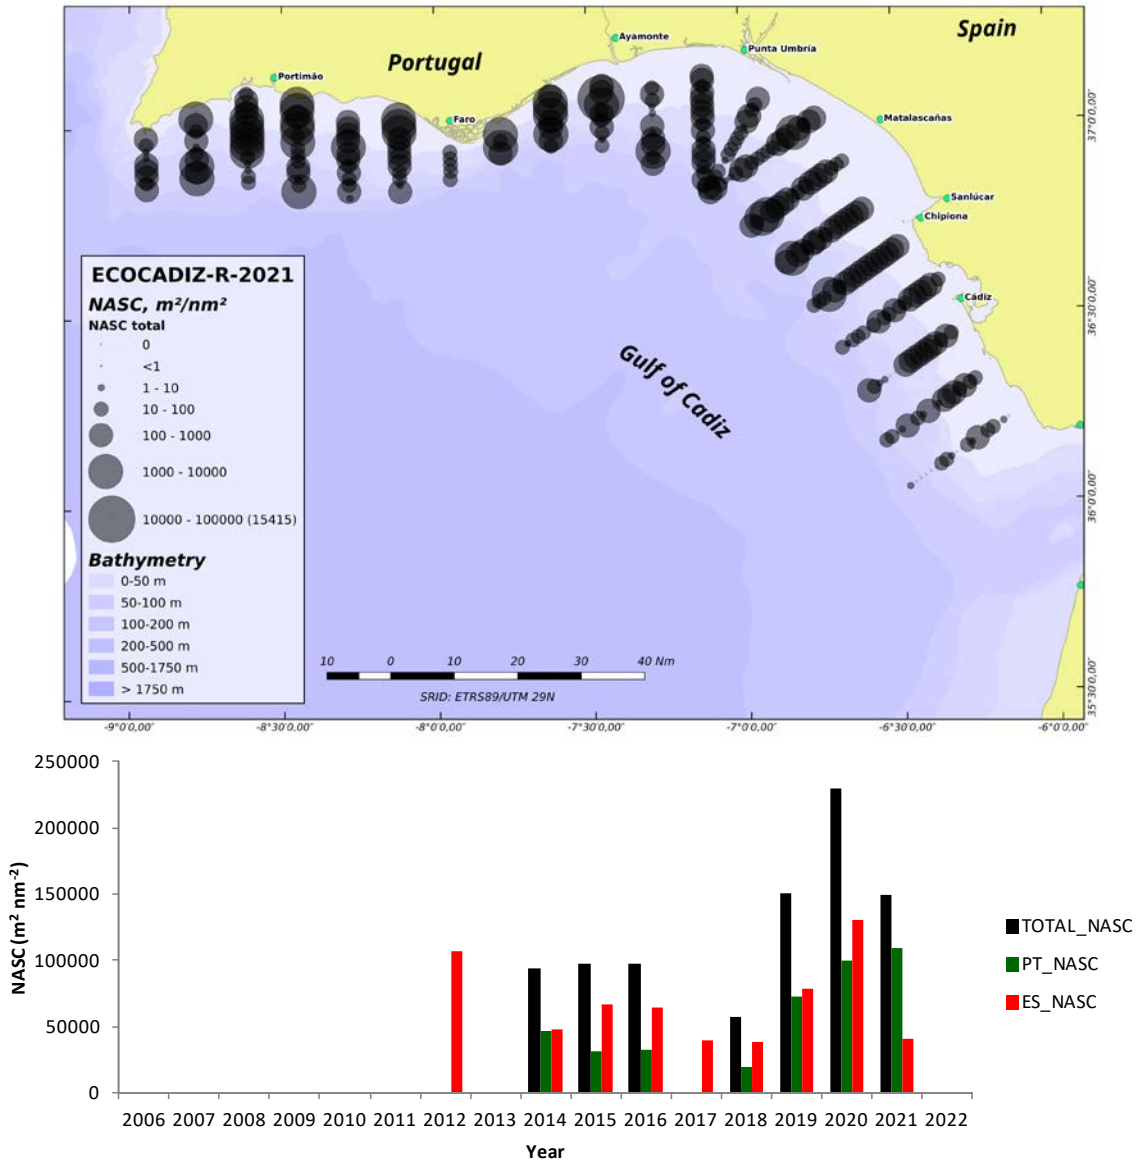 Spain
Ayamonte
Punta Umbría
Portugal
Portimão
Faro
Matalascañas
Sanlúcar
Chipiona
Cádiz
Gulf of Cadiz
37°0'0,00"
36°30'0,00"
36°0'0,00"
35°30'0,00"
ECOCADIZ-R-2021
NASC, m²/nm²
NASC total
0
<1
1 - 10
10 - 100
100 - 1000
1000 - 10000
10000 - 100000 (15415)
Bathymetry
0-50 m
50-100 m
100-200 m
200-500 m
500-1750 m
> 1750 m
10 0 10 20 30 40 Nm
SRID: ETRS89/UTM 29N
-9°0'0,00" -8°30'0,00" -8°0'0,00" -7°30'0,00" -7°0'0,00" -6°30'0,00" -6°0'0,00"
250000
200000
150000
100000
50000
0
NASC (m² nm⁻²)
2006 2007 2008 2009 2010 2011 2012 2013 2014 2015 2016 2017 2018 2019 2020 2021 2022
Year
TOTAL_NASC
PT_NASC
ES_NASC